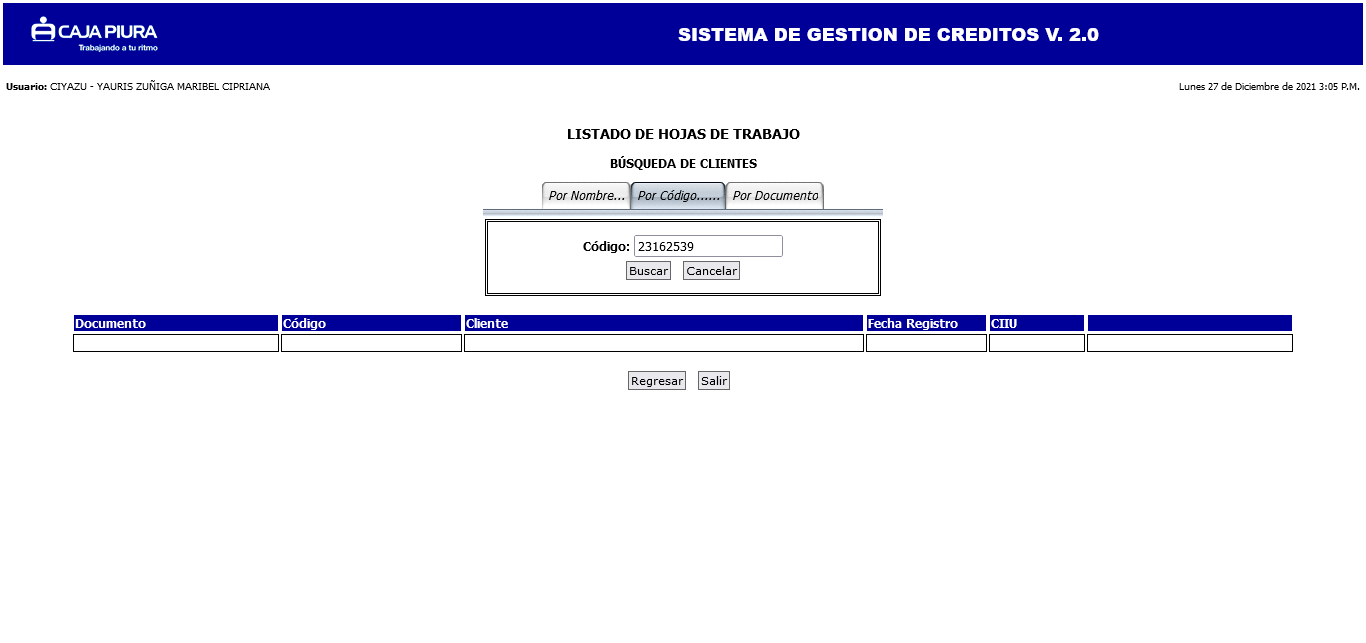 CAJA PIURA
Trabajando a tu ritmo
SISTEMA DE GESTION DE CREDITOS V. 2.0
Usuario: CIYAZU - YAURIS ZUÑIGA MARIBEL CIPRIANA
Lunes 27 de Diciembre de 2021 3:05 P.M.
LISTADO DE HOJAS DE TRABAJO
BÚSQUEDA DE CLIENTES
Por Nombre... Por Código...... Por Documento
Código: 23162539
Buscar Cancelar
Documento Código Cliente Fecha Registro CIIU
Regresar Salir